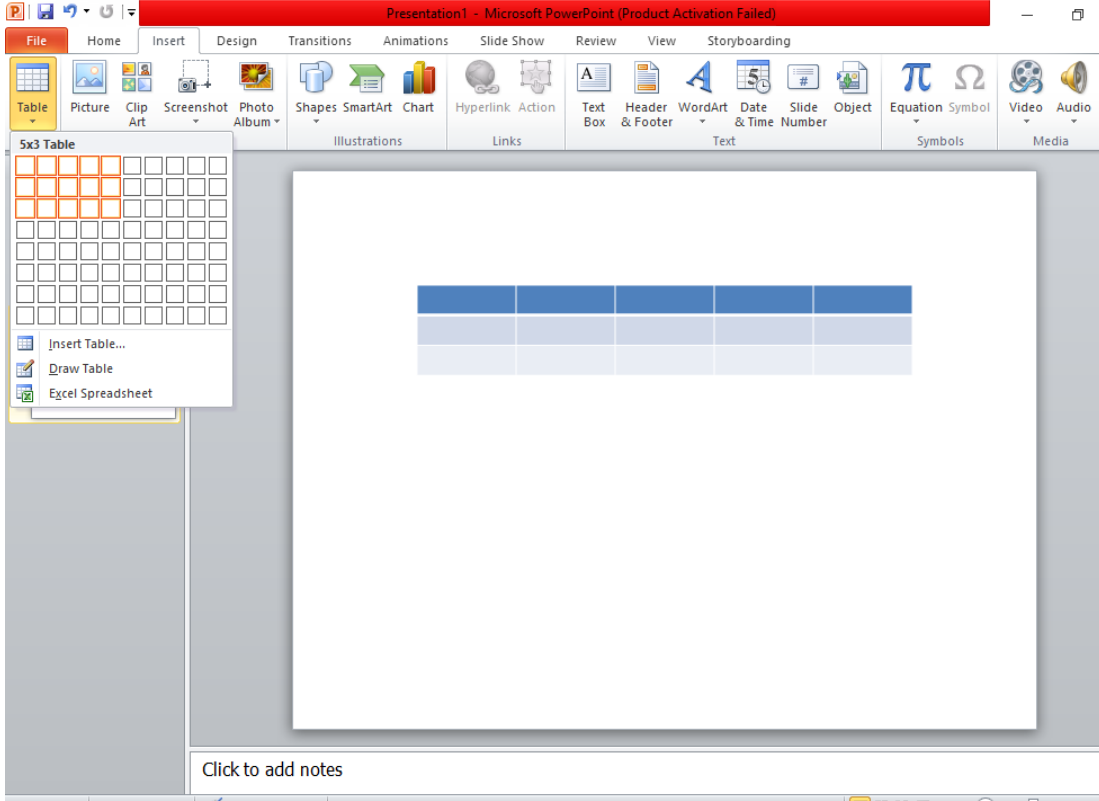 Presentation1 - Microsoft PowerPoint (Product Activation Failed)
File Home Insert Design Transitions Animations Slide Show Review View Storyboarding
Table Picture Clip Art Screenshot Photo Album Shapes SmartArt Chart Hyperlink Action Text Box Header & Footer WordArt Date & Time Slide Number Object Equation Symbol Video Audio
Illustrations Links Text Symbols Media
5x3 Table
Insert Table...
Draw Table
Excel Spreadsheet
Click to add notes